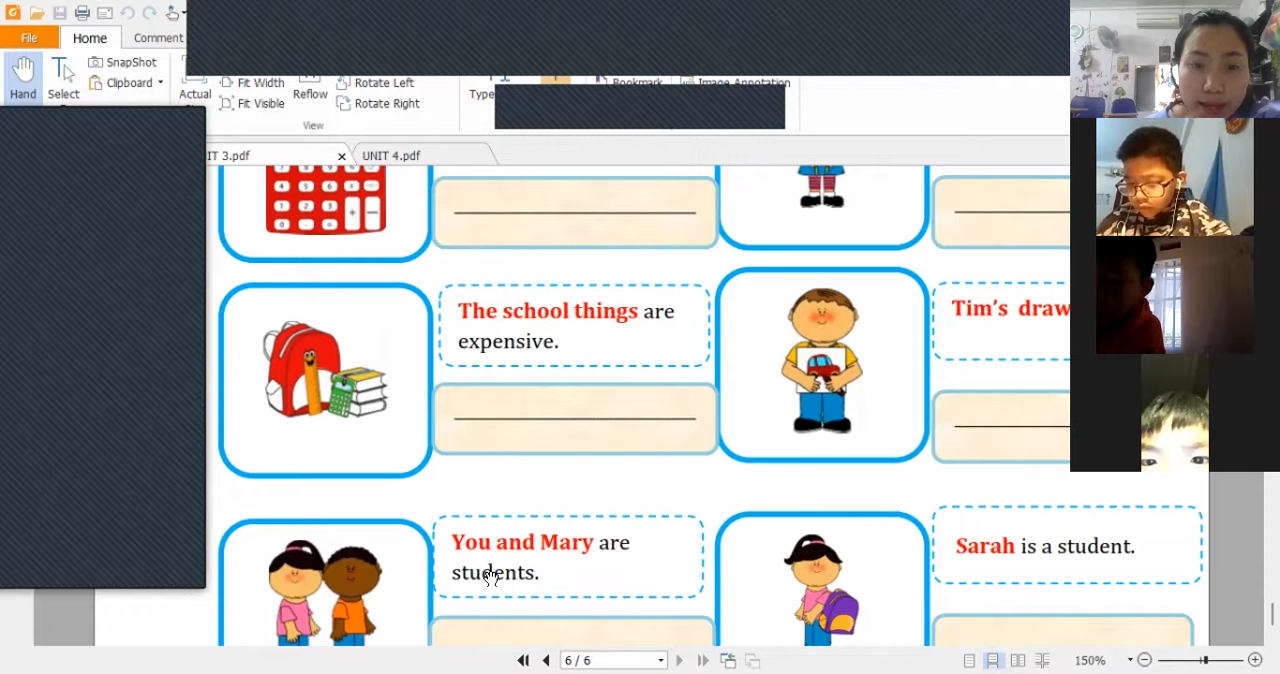 File
Home
Comment
SnapShot
Clipboard
Hand
Select
Actual
Fit Width
Fit Visible
Reflow
Rotate Left
Rotate Right
View
Bookmark
Image Annotation
IT 3.pdf
UNIT 4.pdf
The school things are
expensive.
Tim's draw
You and Mary are
students.
Sarah is a student.
6 / 6
150%